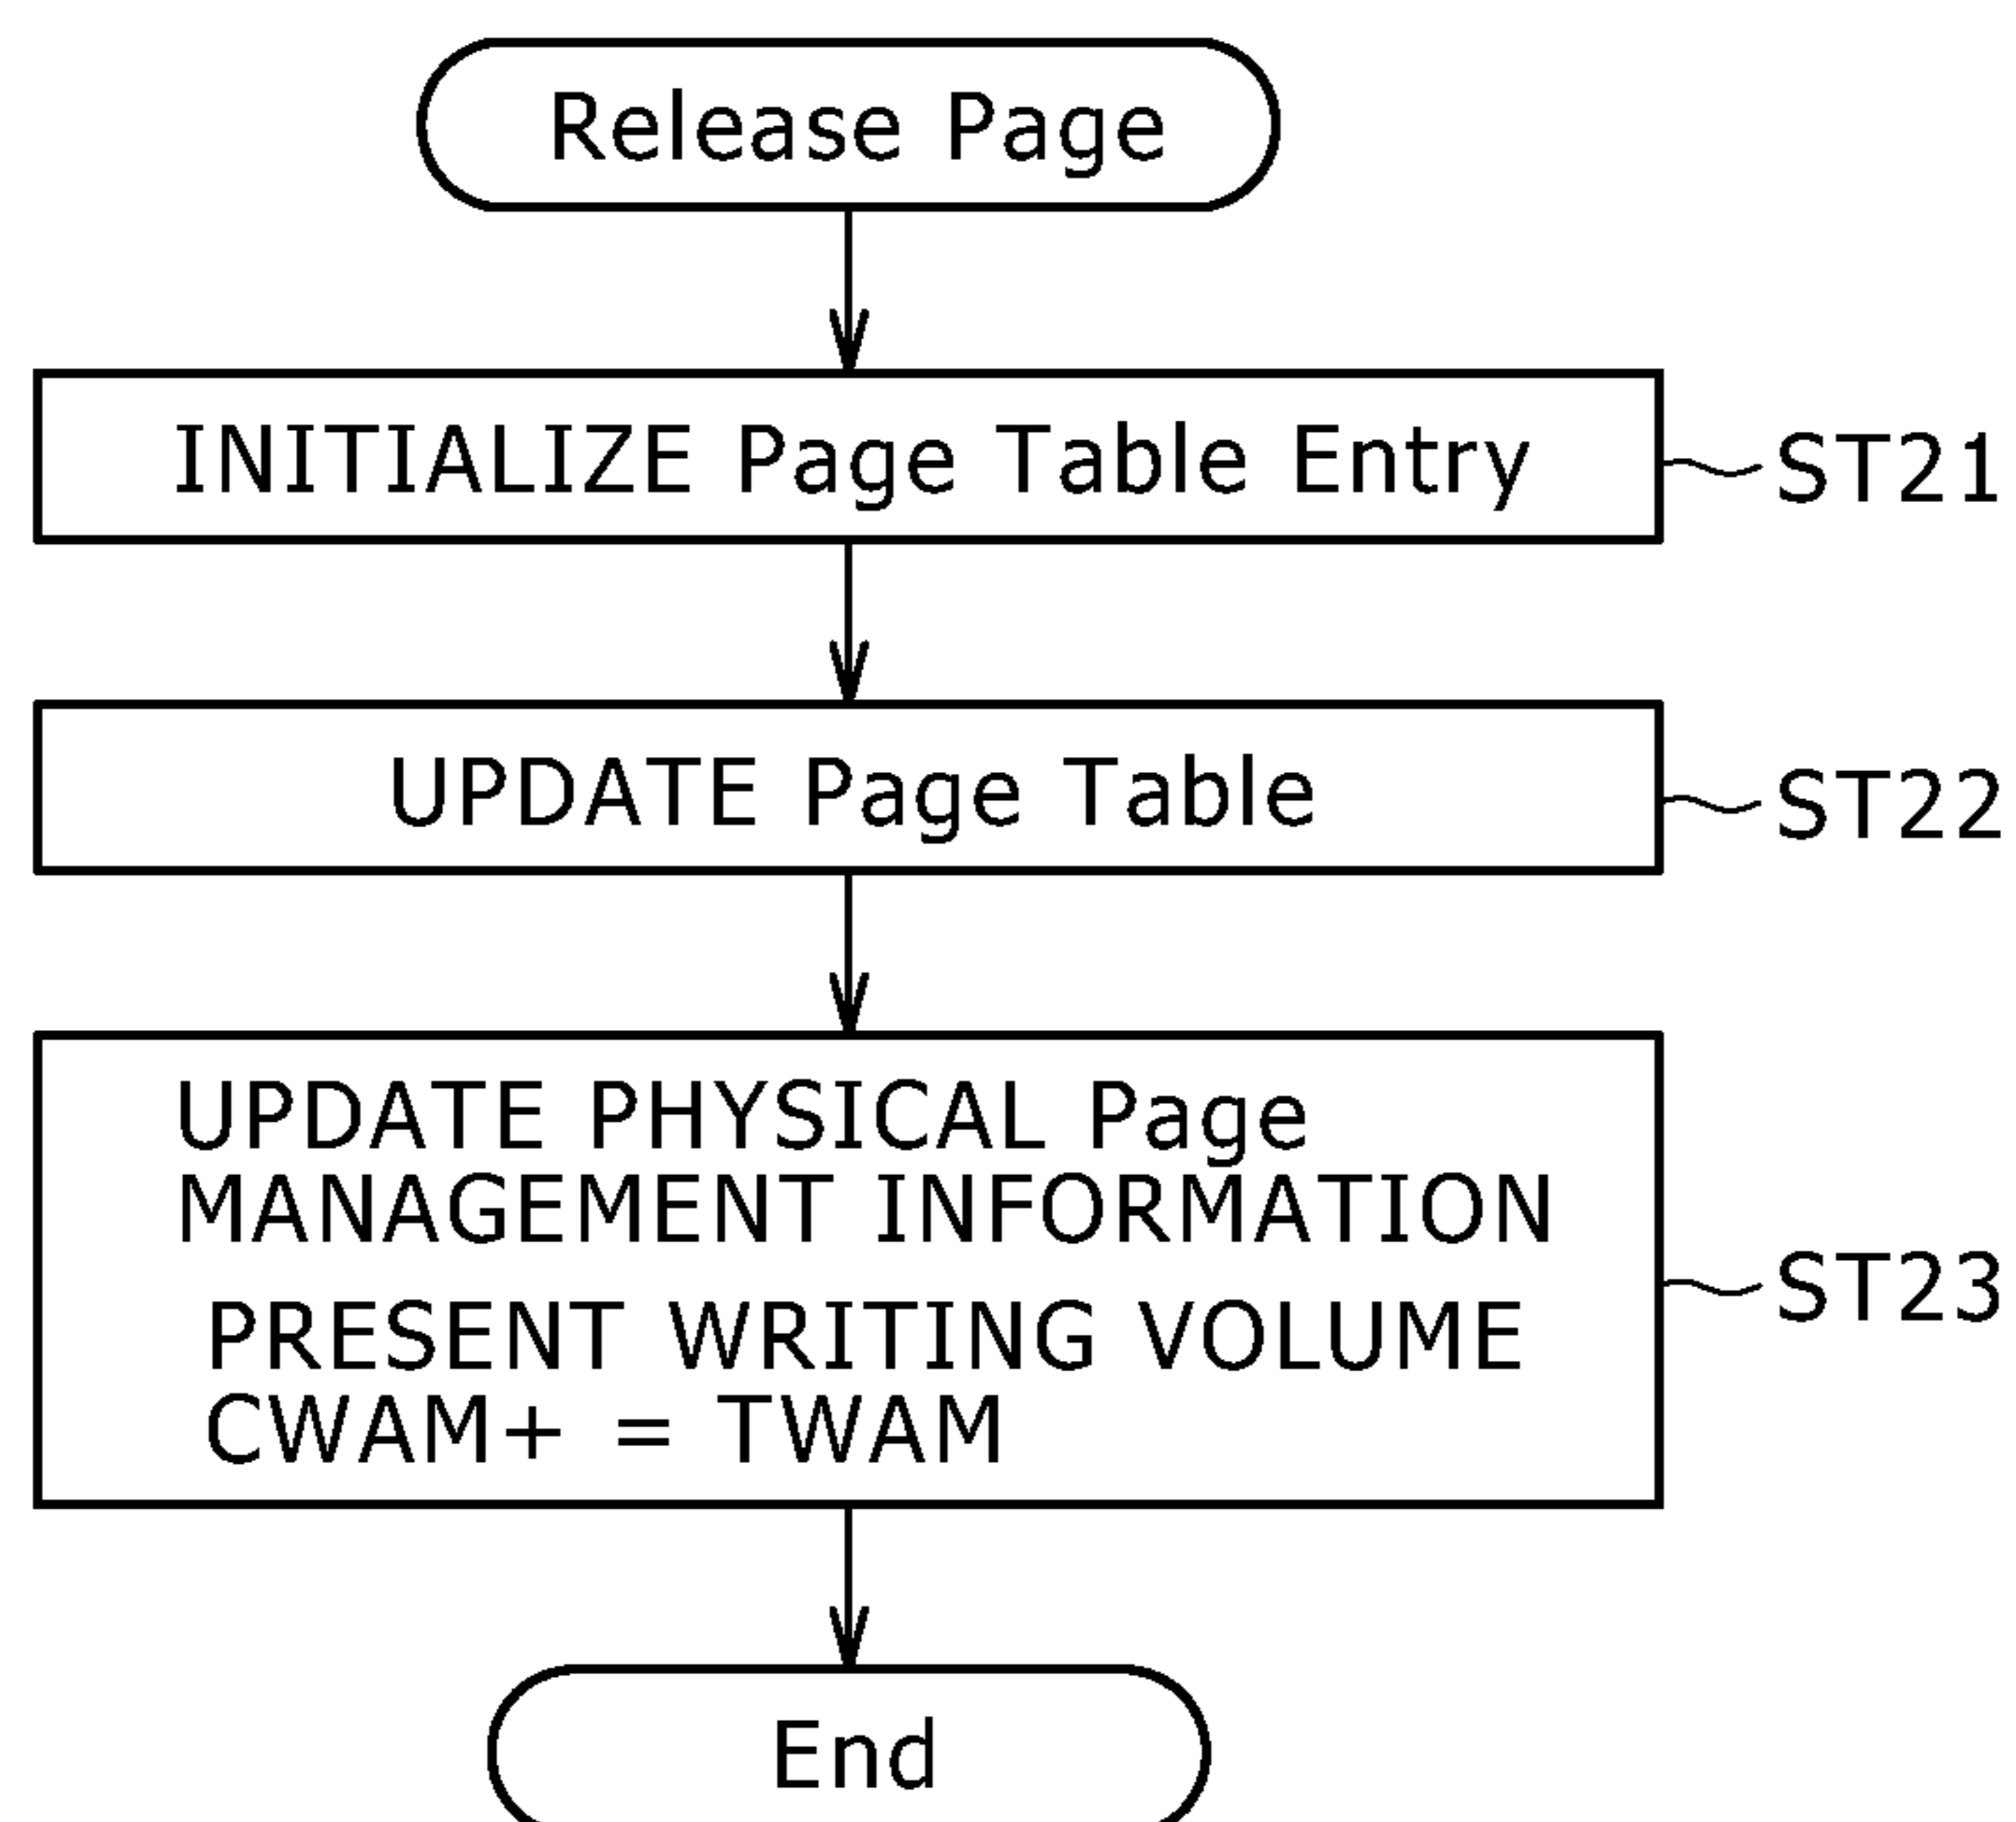 Release Page
INITIALIZE Page Table Entry
ST21
UPDATE Page Table
ST22
UPDATE PHYSICAL Page
MANAGEMENT INFORMATION
PRESENT WRITING VOLUME
CWAM+ = TWAM
ST23
End